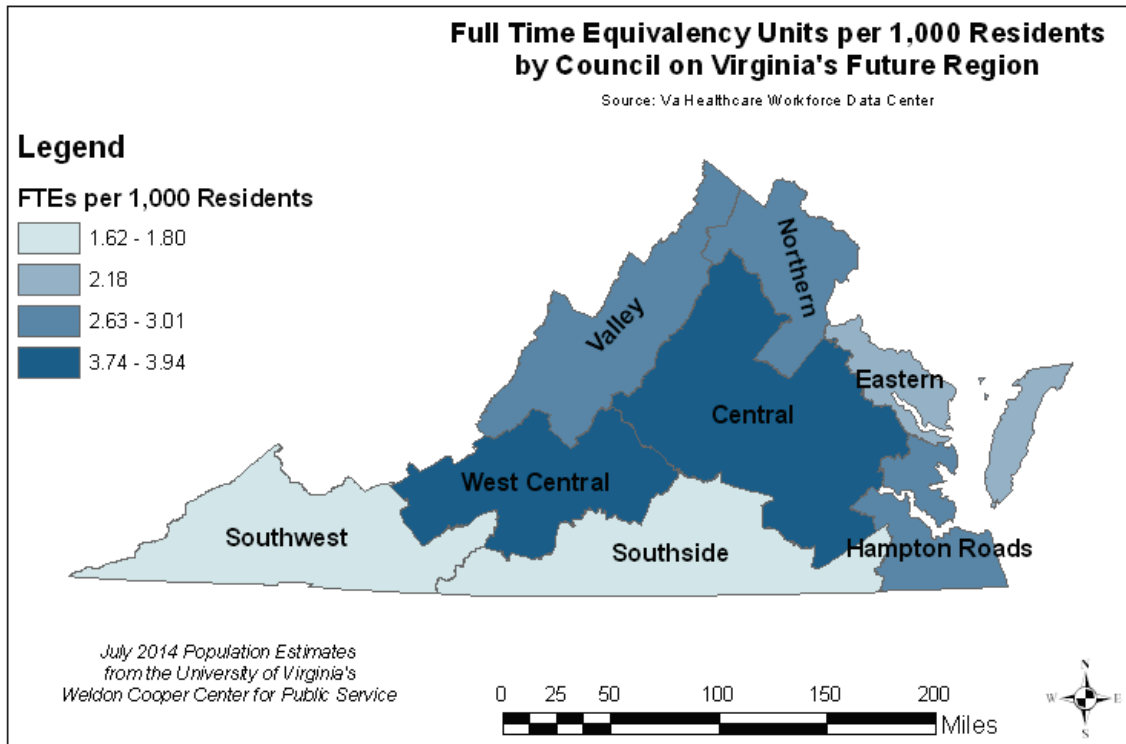 Full Time Equivalency Units per 1,000 Residents
by Council on Virginia's Future Region
Source: Va Healthcare Workforce Data Center
Legend
FTEs per 1,000 Residents
1.62 - 1.80
2.18
2.63 - 3.01
3.74 - 3.94
Northern
Valley
Eastern
Central
West Central
Southwest
Southside
Hampton Roads
July 2014 Population Estimates
from the University of Virginia's
Weldon Cooper Center for Public Service
0 25 50 100 150 200
Miles
N
W E
S